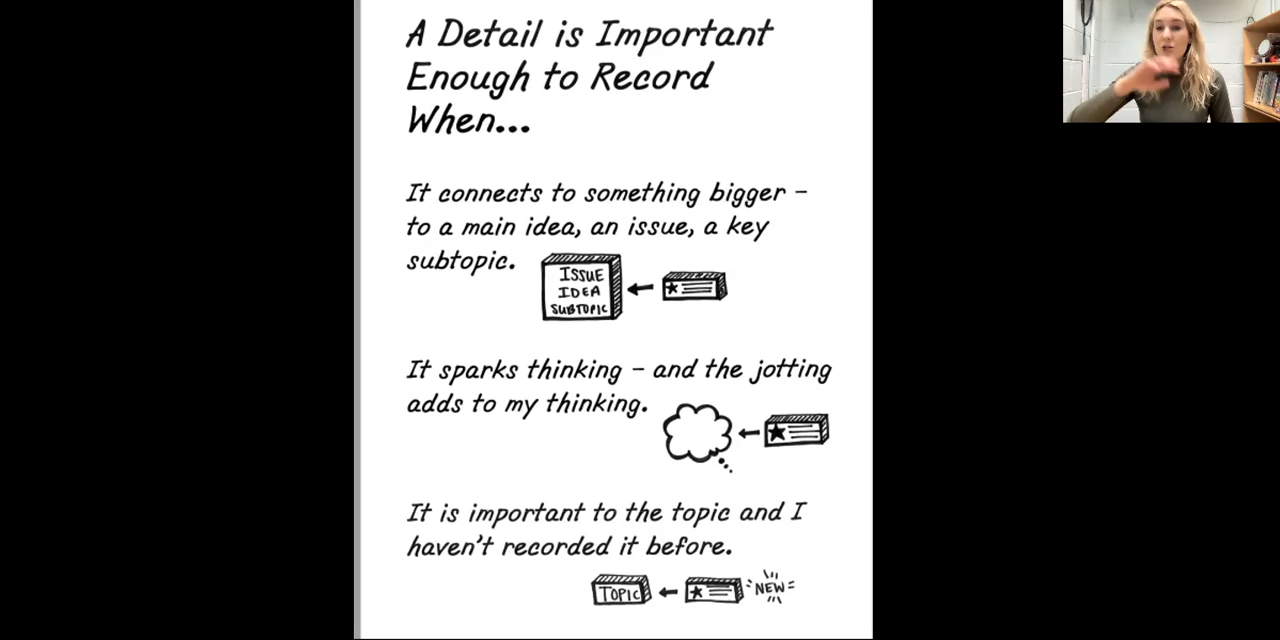 A Detail is Important
Enough to Record
When...
It connects to something bigger –
to a main idea, an issue, a key
subtopic.
ISSUE
IDEA
SUBTOPIC
It sparks thinking – and the jotting
adds to my thinking.
It is important to the topic and I
haven't recorded it before.
TOPIC
NEW